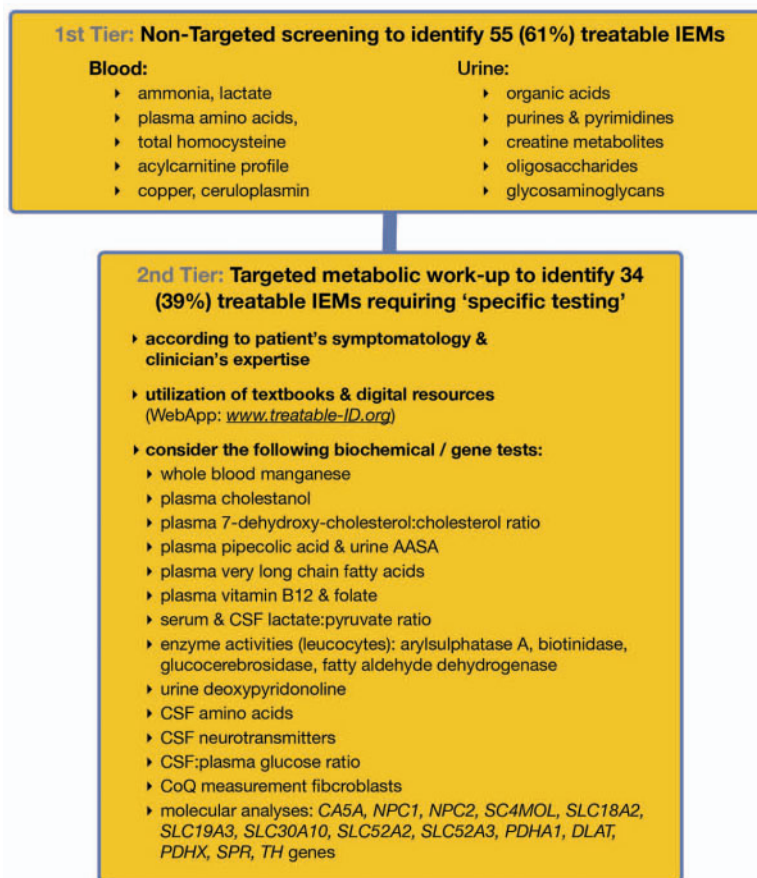 1st Tier: Non-Targeted screening to identify 55 (61%) treatable IEMs
Blood:
‣ ammonia, lactate
‣ plasma amino acids,
‣ total homocysteine
‣ acylcarnitine profile
‣ copper, ceruloplasmin
Urine:
‣ organic acids
‣ purines & pyrimidines
‣ creatine metabolites
‣ oligosaccharides
‣ glycosaminoglycans
2nd Tier: Targeted metabolic work-up to identify 34
(39%) treatable IEMs requiring ‘specific testing’
‣ according to patient’s symptomatology &
clinician’s expertise
‣ utilization of textbooks & digital resources
(WebApp: www.treatable-ID.org)
‣ consider the following biochemical / gene tests:
‣ whole blood manganese
‣ plasma cholestanol
‣ plasma 7-dehydroxy-cholesterol:cholesterol ratio
‣ plasma pipecolic acid & urine AASA
‣ plasma very long chain fatty acids
‣ plasma vitamin B12 & folate
‣ serum & CSF lactate:pyruvate ratio
‣ enzyme activities (leucocytes): arylsulphatase A, biotinidase,
glucocerebrosidase, fatty aldehyde dehydrogenase
‣ urine deoxypyridonoline
‣ CSF amino acids
‣ CSF neurotransmitters
‣ CSF:plasma glucose ratio
‣ CoQ measurement fibcroblasts
‣ molecular analyses: CA5A, NPC1, NPC2, SC4MOL, SLC18A2,
SLC19A3, SLC30A10, SLC52A2, SLC52A3, PDHA1, DLAT,
PDHX, SPR, TH genes